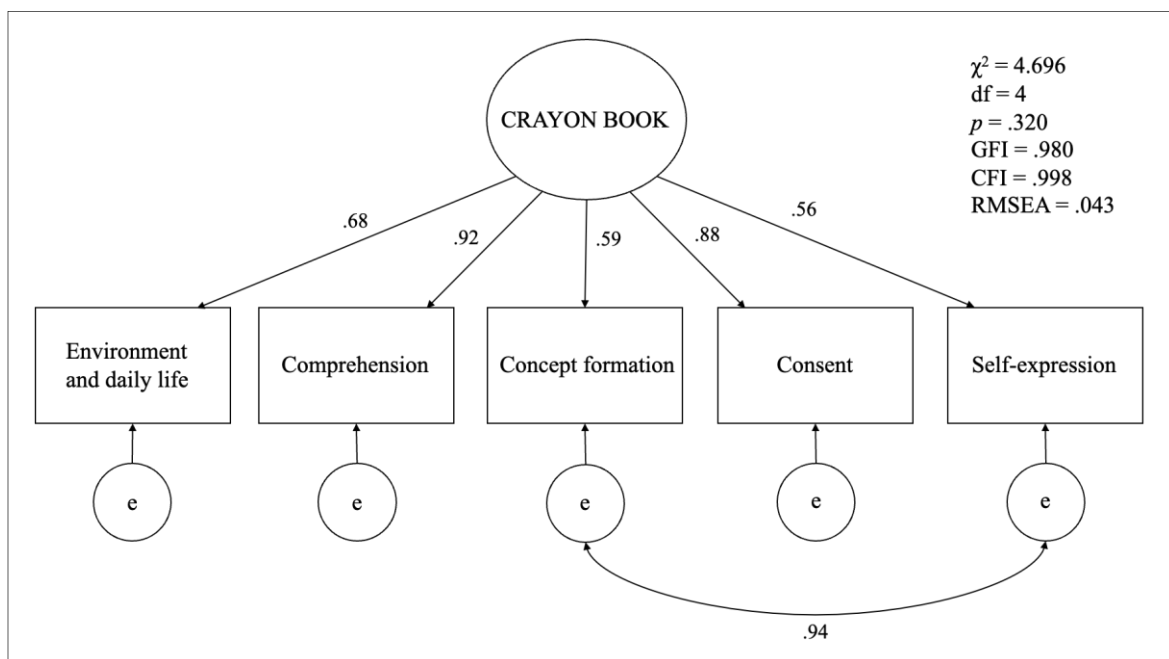 CRAYON BOOK
χ² = 4.696
df = 4
p = .320
GFI = .980
CFI = .998
RMSEA = .043
.68
.92
.59
.88
.56
Environment
and daily life
Comprehension
Concept formation
Consent
Self-expression
e
e
e
e
e
.94